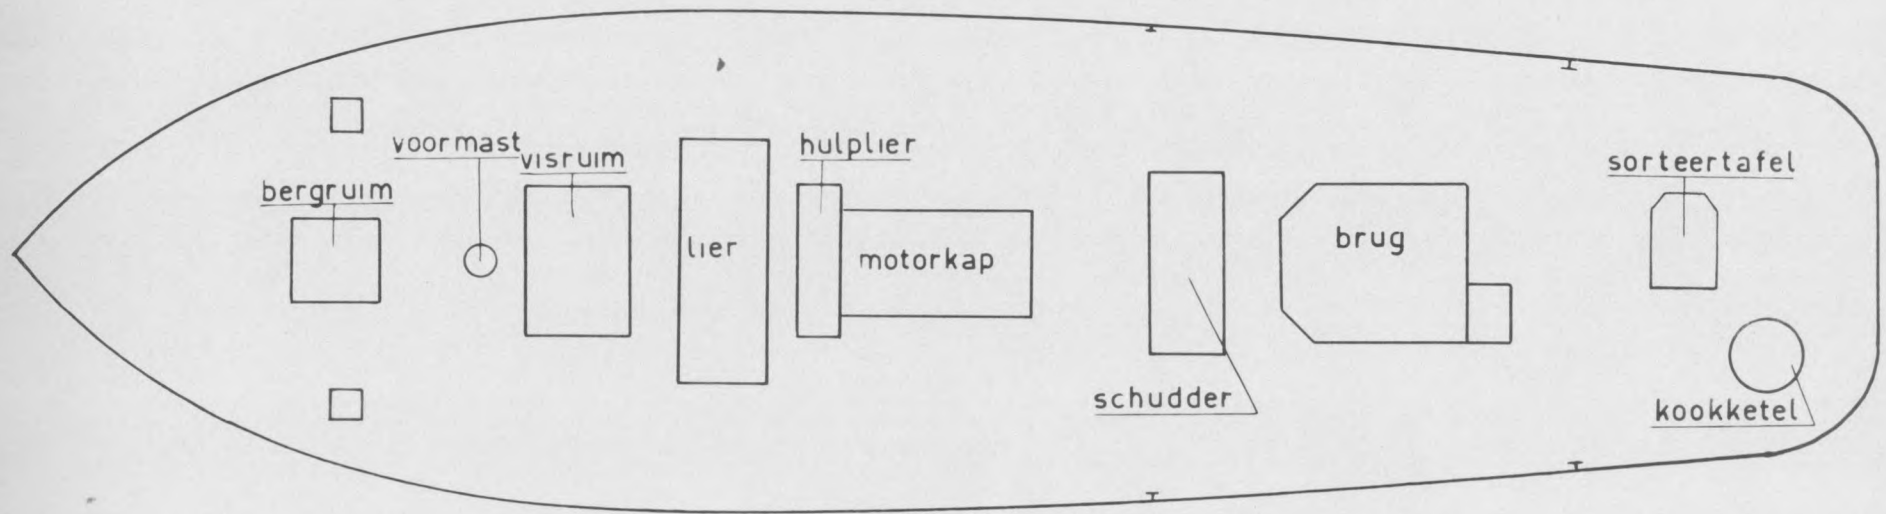 bergruim
voormast
visruim
lier
hulplier
motorkap
schudder
brug
sorteertafel
kookketel